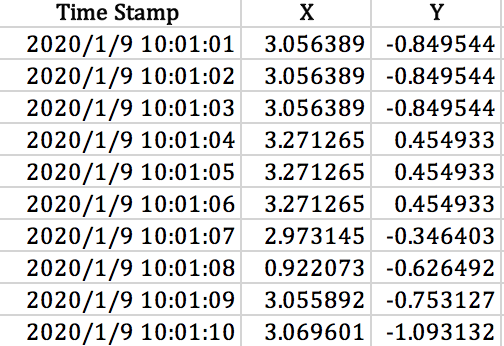 Time Stamp X Y
2020/1/9 10:01:01 3.056389 -0.849544
2020/1/9 10:01:02 3.056389 -0.849544
2020/1/9 10:01:03 3.056389 -0.849544
2020/1/9 10:01:04 3.271265 0.454933
2020/1/9 10:01:05 3.271265 0.454933
2020/1/9 10:01:06 3.271265 0.454933
2020/1/9 10:01:07 2.973145 -0.346403
2020/1/9 10:01:08 0.922073 -0.626492
2020/1/9 10:01:09 3.055892 -0.753127
2020/1/9 10:01:10 3.069601 -1.093132